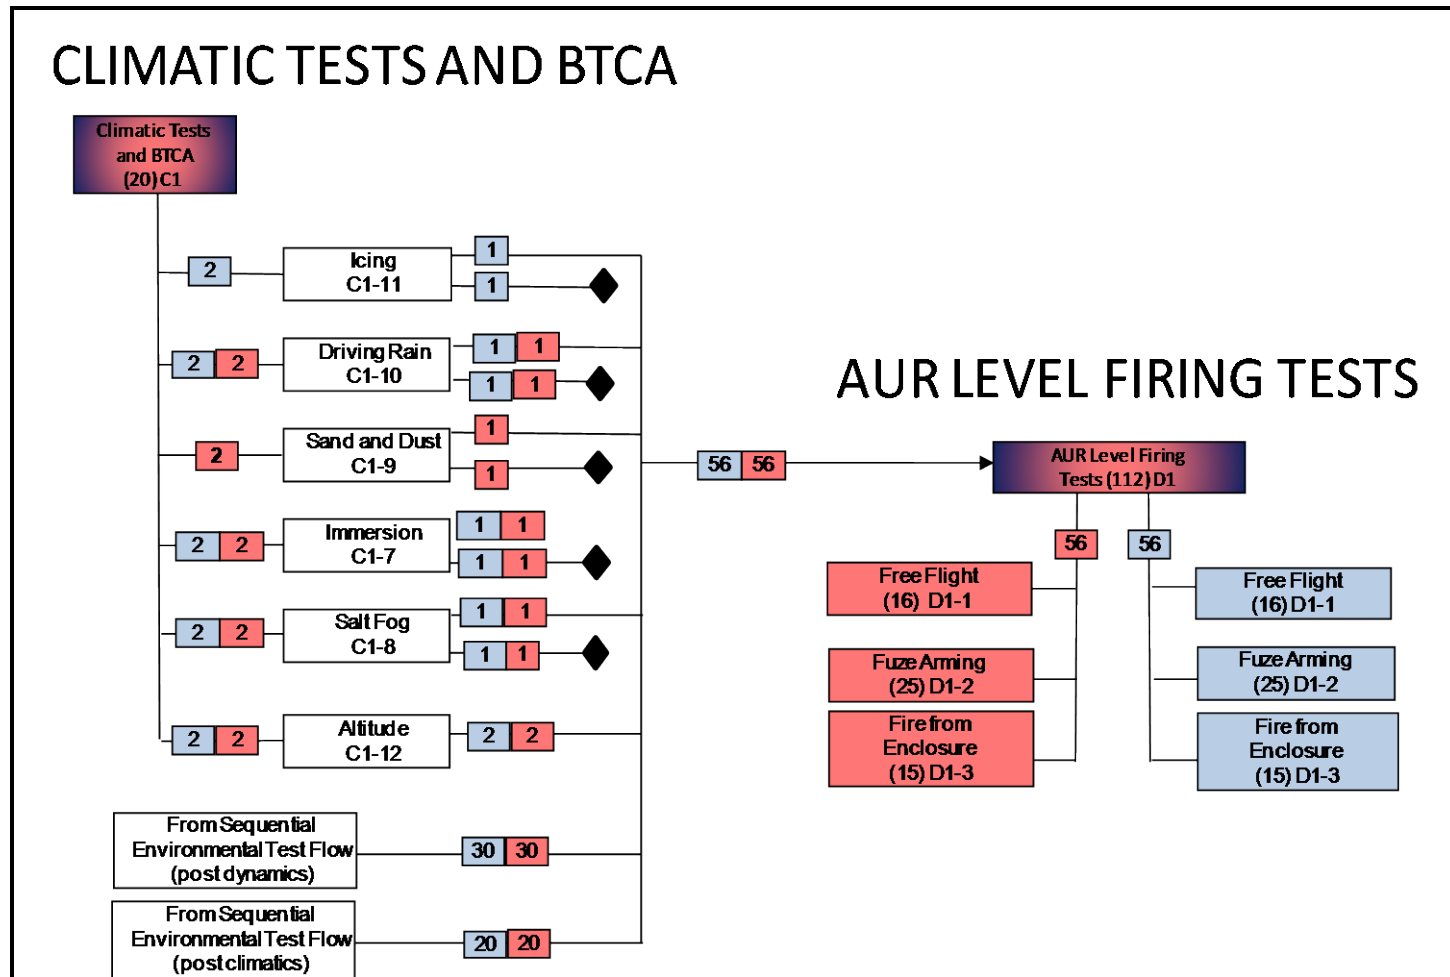 CLIMATIC TESTS AND BTCA
Climatic Tests
and BTCA
(20) C1
2
Icing
C1-11
1
1
2 2
Driving Rain
C1-10
1 1
1 1
2
Sand and Dust
C1-9
1
1
2 2
Immersion
C1-7
1 1
1 1
2 2
Salt Fog
C1-8
1 1
1 1
2 2
Altitude
C1-12
2 2
From Sequential
Environmental Test Flow
(post dynamics)
30 30
From Sequential
Environmental Test Flow
(post climatics)
20 20
56 56
AUR LEVEL FIRING TESTS
AUR Level Firing
Tests (112) D1
56
56
Free Flight
(16) D1-1
Fuze Arming
(25) D1-2
Fire from
Enclosure
(15) D1-3
Free Flight
(16) D1-1
Fuze Arming
(25) D1-2
Fire from
Enclosure
(15) D1-3